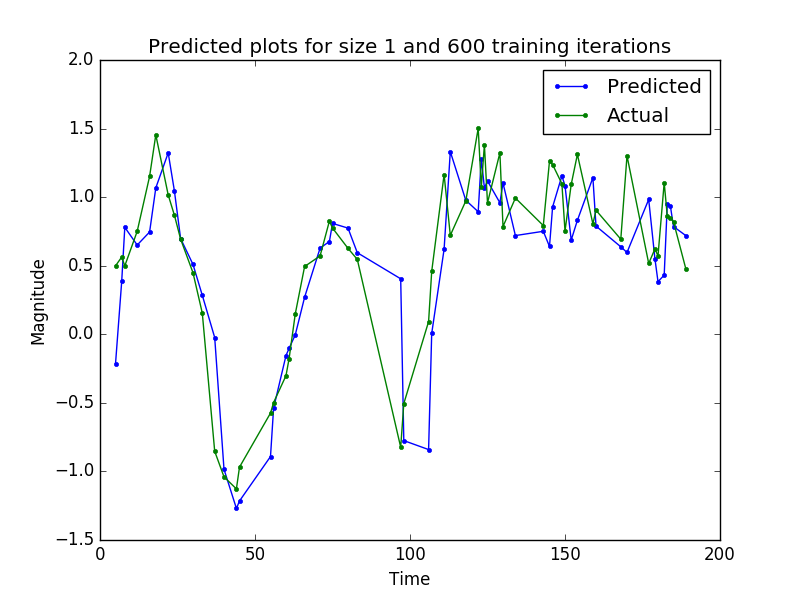 Predicted plots for size 1 and 600 training iterations
2.0
Predicted
Actual
1.5
1.0
0.5
0.0
−0.5
−1.0
−1.5
Magnitude
0
50
100
150
200
Time